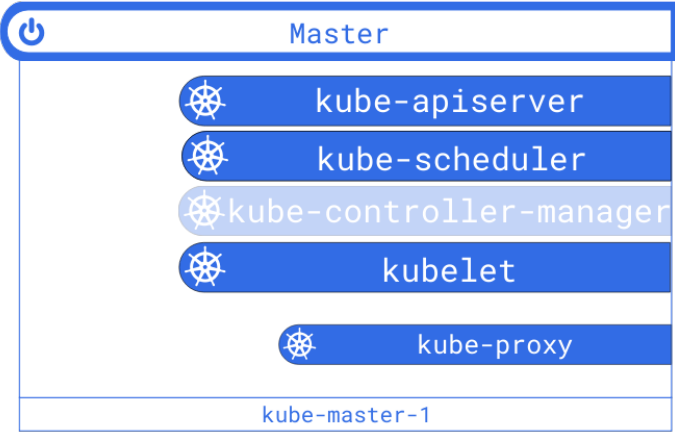 Master
kube-apiserver
kube-scheduler
kube-controller-manager
kubelet
kube-proxy
kube-master-1